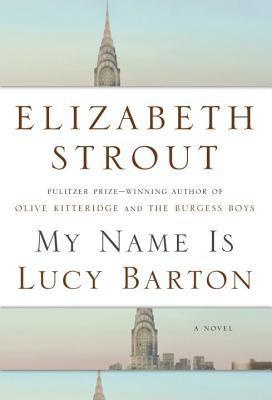 ELIZABETH
STROUT
PULITZER PRIZE–WINNING AUTHOR OF
OLIVE KITTERIDGE AND THE BURGESS BOYS
MY NAME IS
LUCY BARTON
A NOVEL